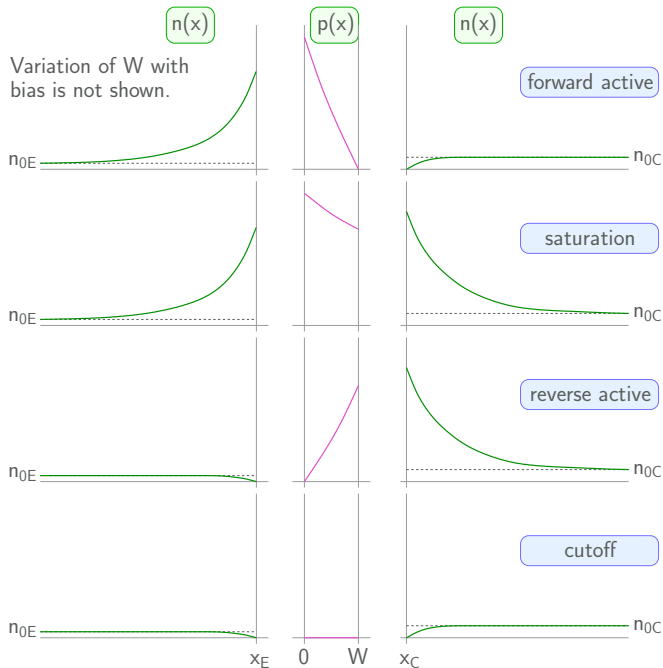 n(x) p(x) n(x)
Variation of W with
bias is not shown.
forward active
n0E n0C
saturation
n0E n0C
reverse active
n0E n0C
cutoff
n0E n0C
xE 0 W xC